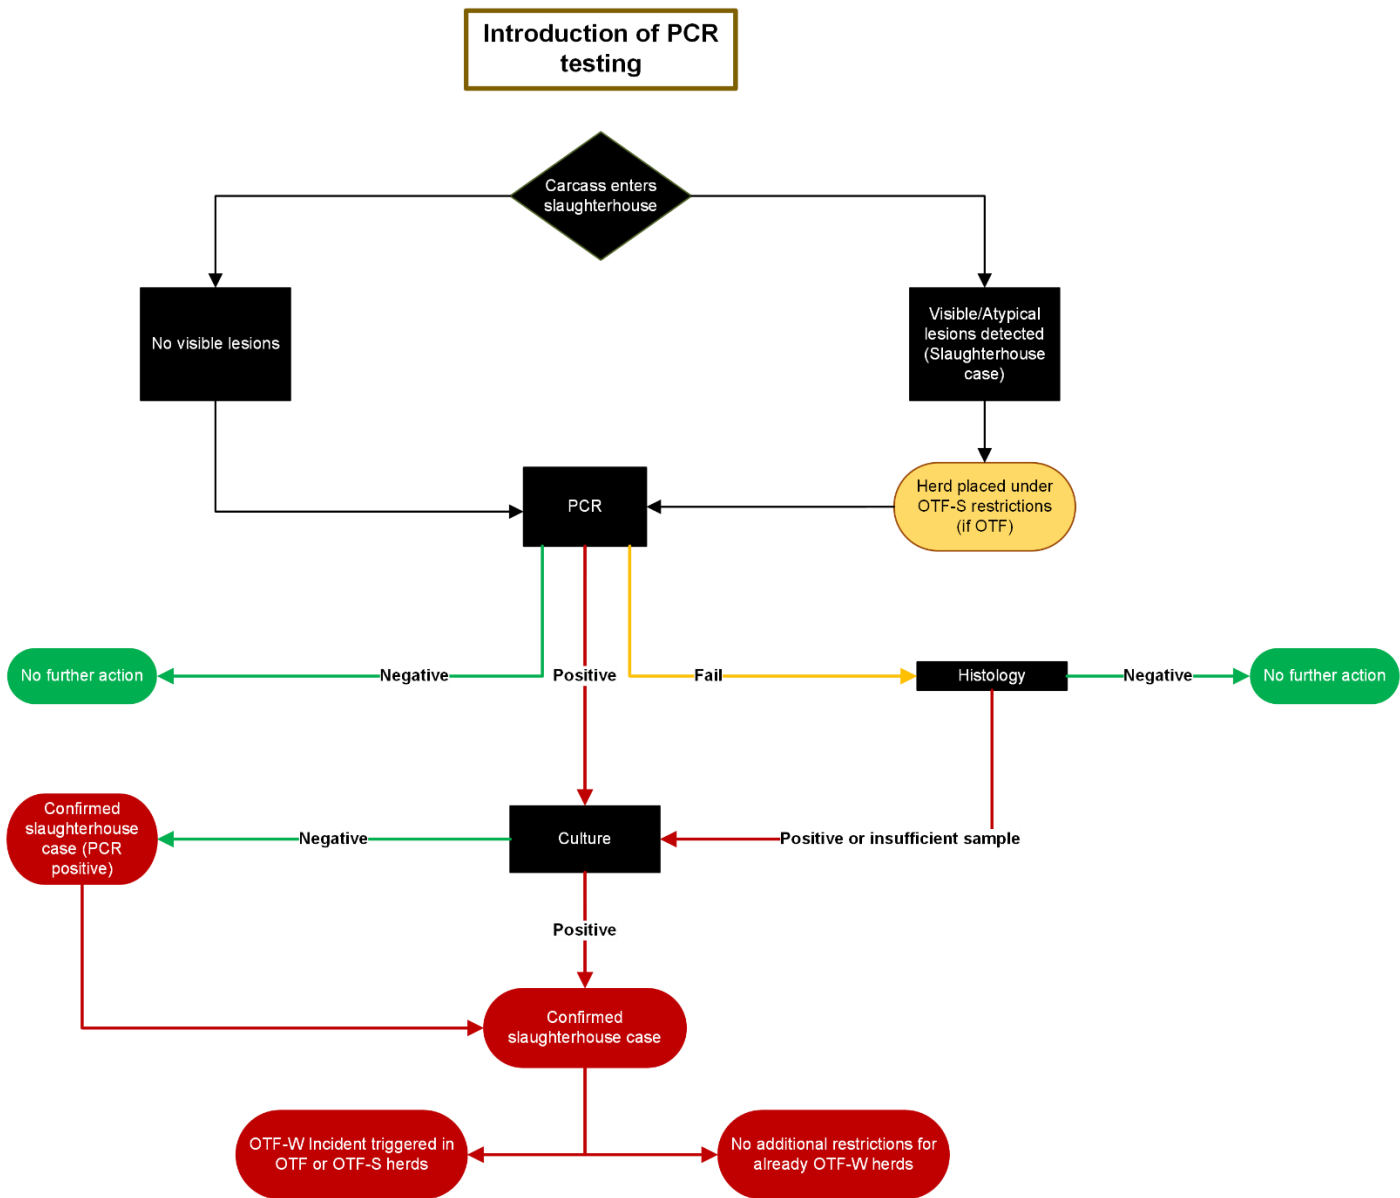 Introduction of PCR
testing
Carcass enters
slaughterhouse
No visible lesions
Visible/Atypical
lesions detected
(Slaughterhouse
case)
PCR
Herd placed under
OTF-S restrictions
(if OTF)
No further action
Negative
Positive
Fail
Histology
Negative
No further action
Confirmed
slaughterhouse
case (PCR
positive)
Negative
Culture
Positive or insufficient sample
Positive
Confirmed
slaughterhouse case
OTF-W Incident triggered in
OTF or OTF-S herds
No additional restrictions for
already OTF-W herds